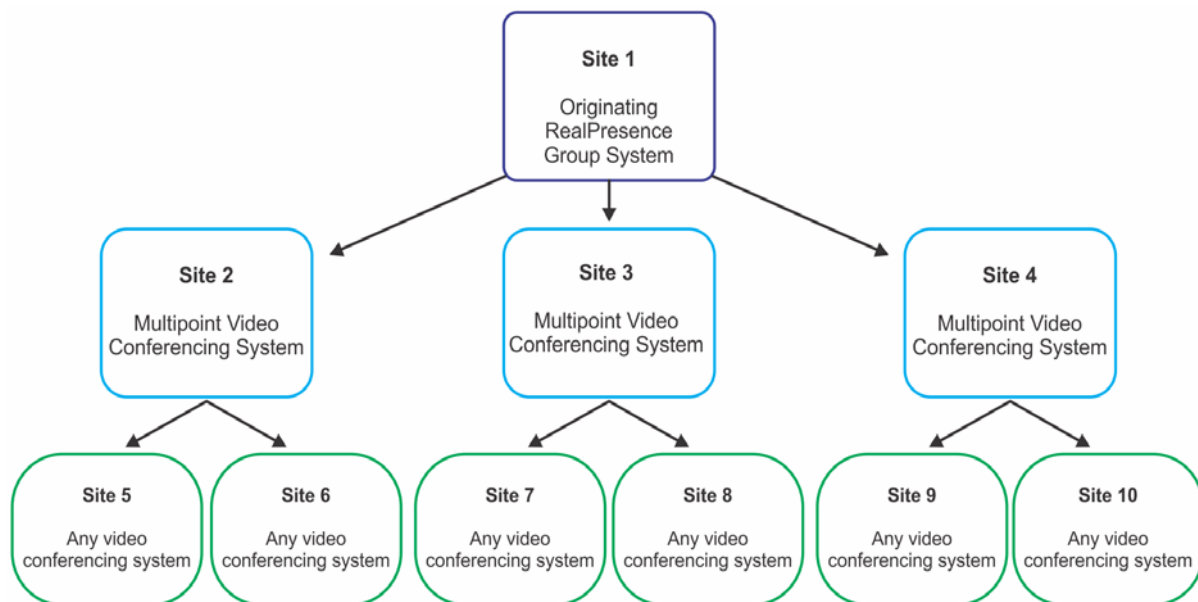 Site 1
Originating
RealPresence
Group System
Site 2
Multipoint Video
Conferencing System
Site 3
Multipoint Video
Conferencing System
Site 4
Multipoint Video
Conferencing System
Site 5
Any video
conferencing system
Site 6
Any video
conferencing system
Site 7
Any video
conferencing system
Site 8
Any video
conferencing system
Site 9
Any video
conferencing system
Site 10
Any video
conferencing system